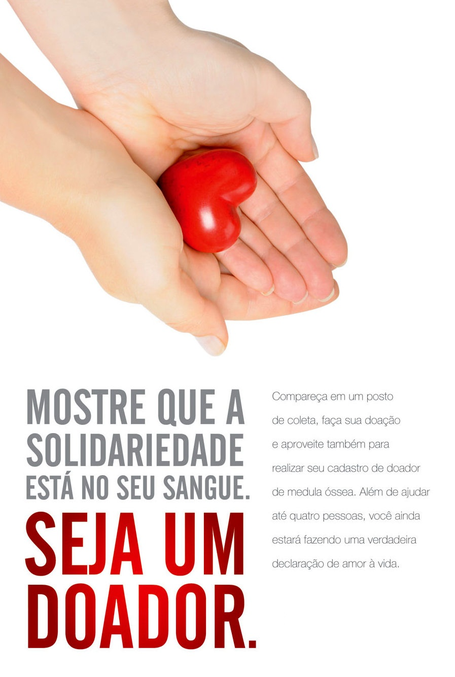 MOSTRE QUE A
SOLIDARIEDADE
ESTÁ NO SEU SANGUE.
SEJA UM
DOADOR.
Compareça em um posto
de coleta, faça sua doação
e aproveite também para
realizar seu cadastro de doador
de medula óssea. Além de ajudar
até quatro pessoas, você ainda
estará fazendo uma verdadeira
declaração de amor à vida.